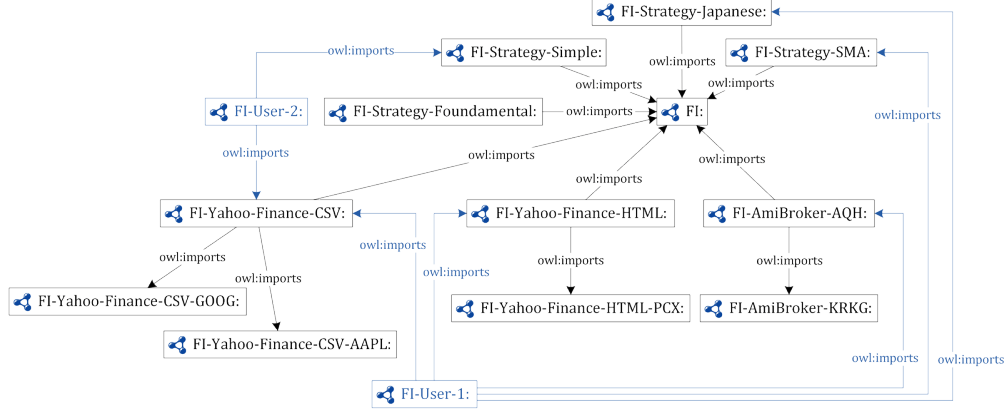 FI-Strategy-Japanese:
owl:imports
FI-Strategy-Simple:
FI-Strategy-SMA:
owl:imports
owl:imports
owl:imports
FI-User-2:
FI-Strategy-Foundamental:
owl:imports
FI:
owl:imports
owl:imports
owl:imports
owl:imports
owl:imports
FI-Yahoo-Finance-CSV:
FI-Yahoo-Finance-HTML:
FI-AmiBroker-AQH:
owl:imports
owl:imports
owl:imports
owl:imports
owl:imports
owl:imports
FI-Yahoo-Finance-CSV-GOOG:
FI-Yahoo-Finance-HTML-PCX:
FI-AmiBroker-KRKG:
FI-Yahoo-Finance-CSV-AAPL:
owl:imports
owl:imports
FI-User-1: